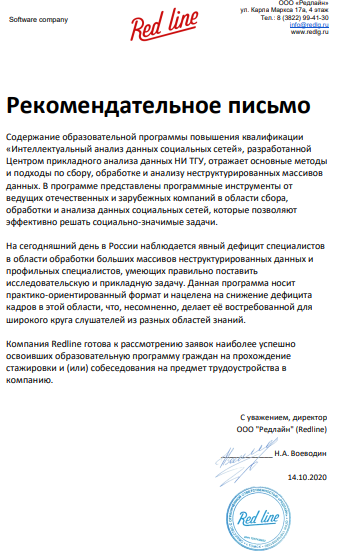 Software company
Red line
ООО «Редлайн»
ул. Карла Маркса 17а, 4 этаж
Тел.: 8 (3822) 99-41-30
info@redlg.ru
www.redlg.ru
Рекомендательное письмо
Содержание образовательной программы повышения квалификации
«Интеллектуальный анализ данных социальных сетей», разработанной
Центром прикладного анализа данных НИ ТГУ, отражает основные методы
и подходы по сбору, обработке и анализу неструктурированных массивов
данных. В программе представлены программные инструменты от
ведущих отечественных и зарубежных компаний в области сбора,
обработки и анализа данных социальных сетей, которые позволяют
эффективно решать социально-значимые задачи.
На сегодняшний день в России наблюдается явный дефицит специалистов
в области обработки больших массивов неструктурированных данных и
профильных специалистов, умеющих правильно поставить
исследовательскую и прикладную задачу. Данная программа носит
практико-ориентированный формат и нацелена на снижение дефицита
кадров в этой области, что, несомненно, делает её востребованной для
широкого круга слушателей из разных областей знаний.
Компания Redline готова к рассмотрению заявок наиболее успешно
освоивших образовательную программу граждан на прохождение
стажировки и (или) собеседования на предмет трудоустройства в
компанию.
С уважением, директор
ООО "Редлайн" (Redline)
Н.А. Воеводин
14.10.2020
Red line